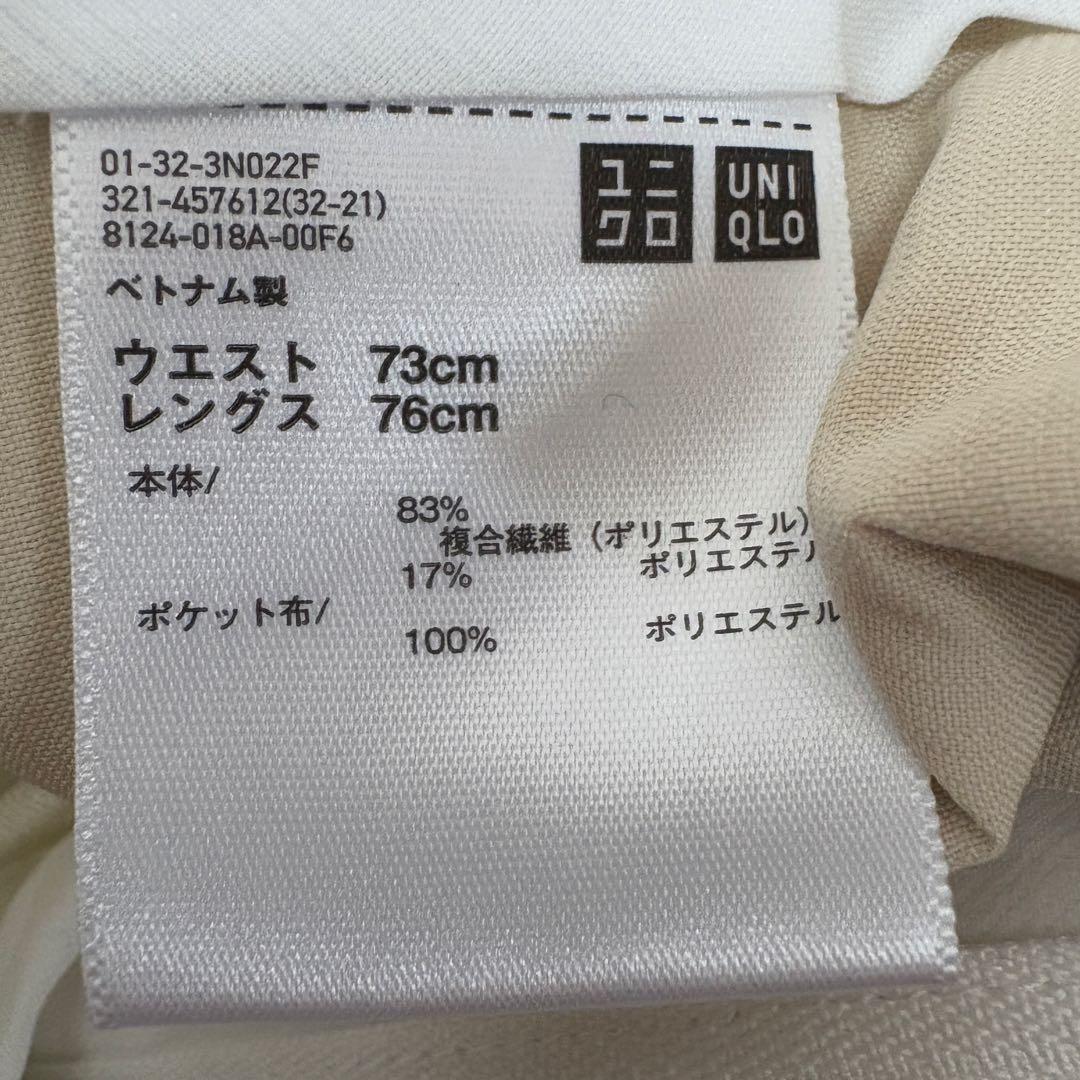 01-32-3N022F
321-457612(32-21)
8124-018A-00F6
ユニ
クロ
UNI
QLO
ベトナム製
ウエスト 73cm
レングス 76cm
本体/
83%
複合繊維（ポリエステル）
17% ポリエステ
ポケット布/
100% ポリエステル